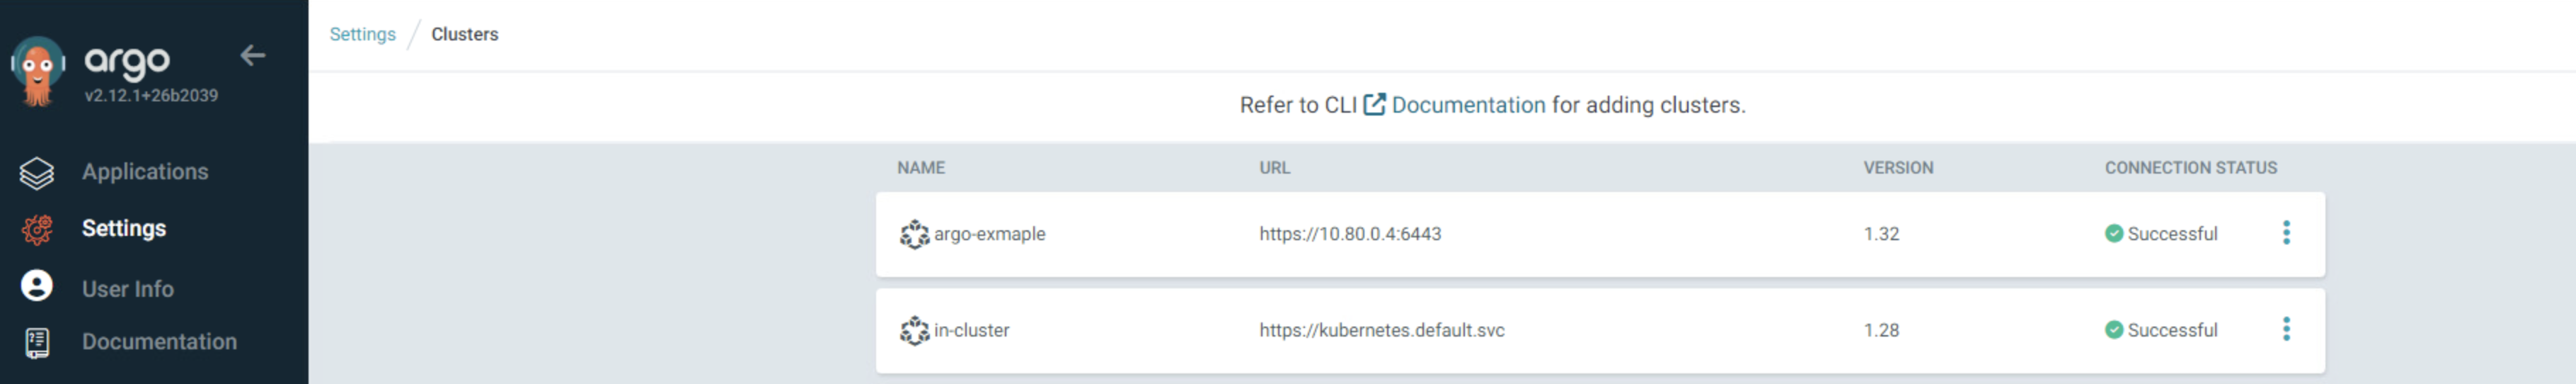 argo
v2.12.1+26b2039
Applications
Settings
User Info
Documentation
Settings / Clusters
Refer to CLI Documentation for adding clusters.
NAME URL VERSION CONNECTION STATUS
argo-exmaple https://10.80.0.4:6443 1.32 Successful
in-cluster https://kubernetes.default.svc 1.28 Successful